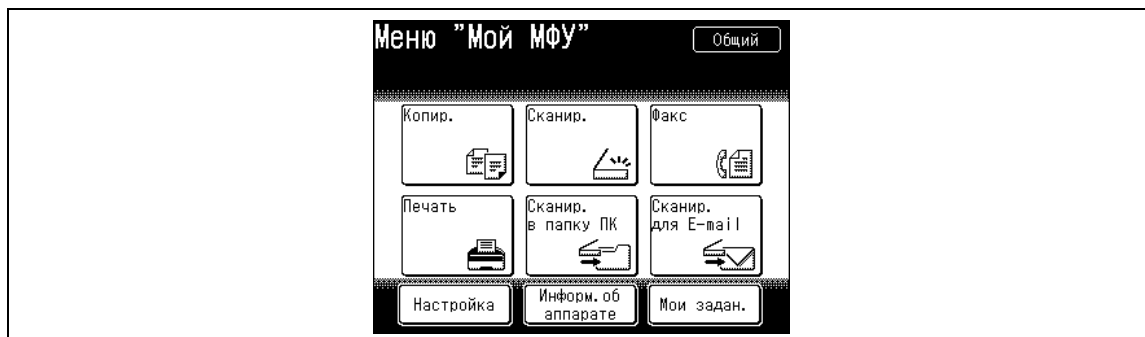 Меню "Мой МФУ"
Общий
Копир.
Сканир.
Факс
Печать
Сканир.
в папку ПК
Сканир.
для E-mail
Настройка
Информ. об
аппарате
Мои задан.